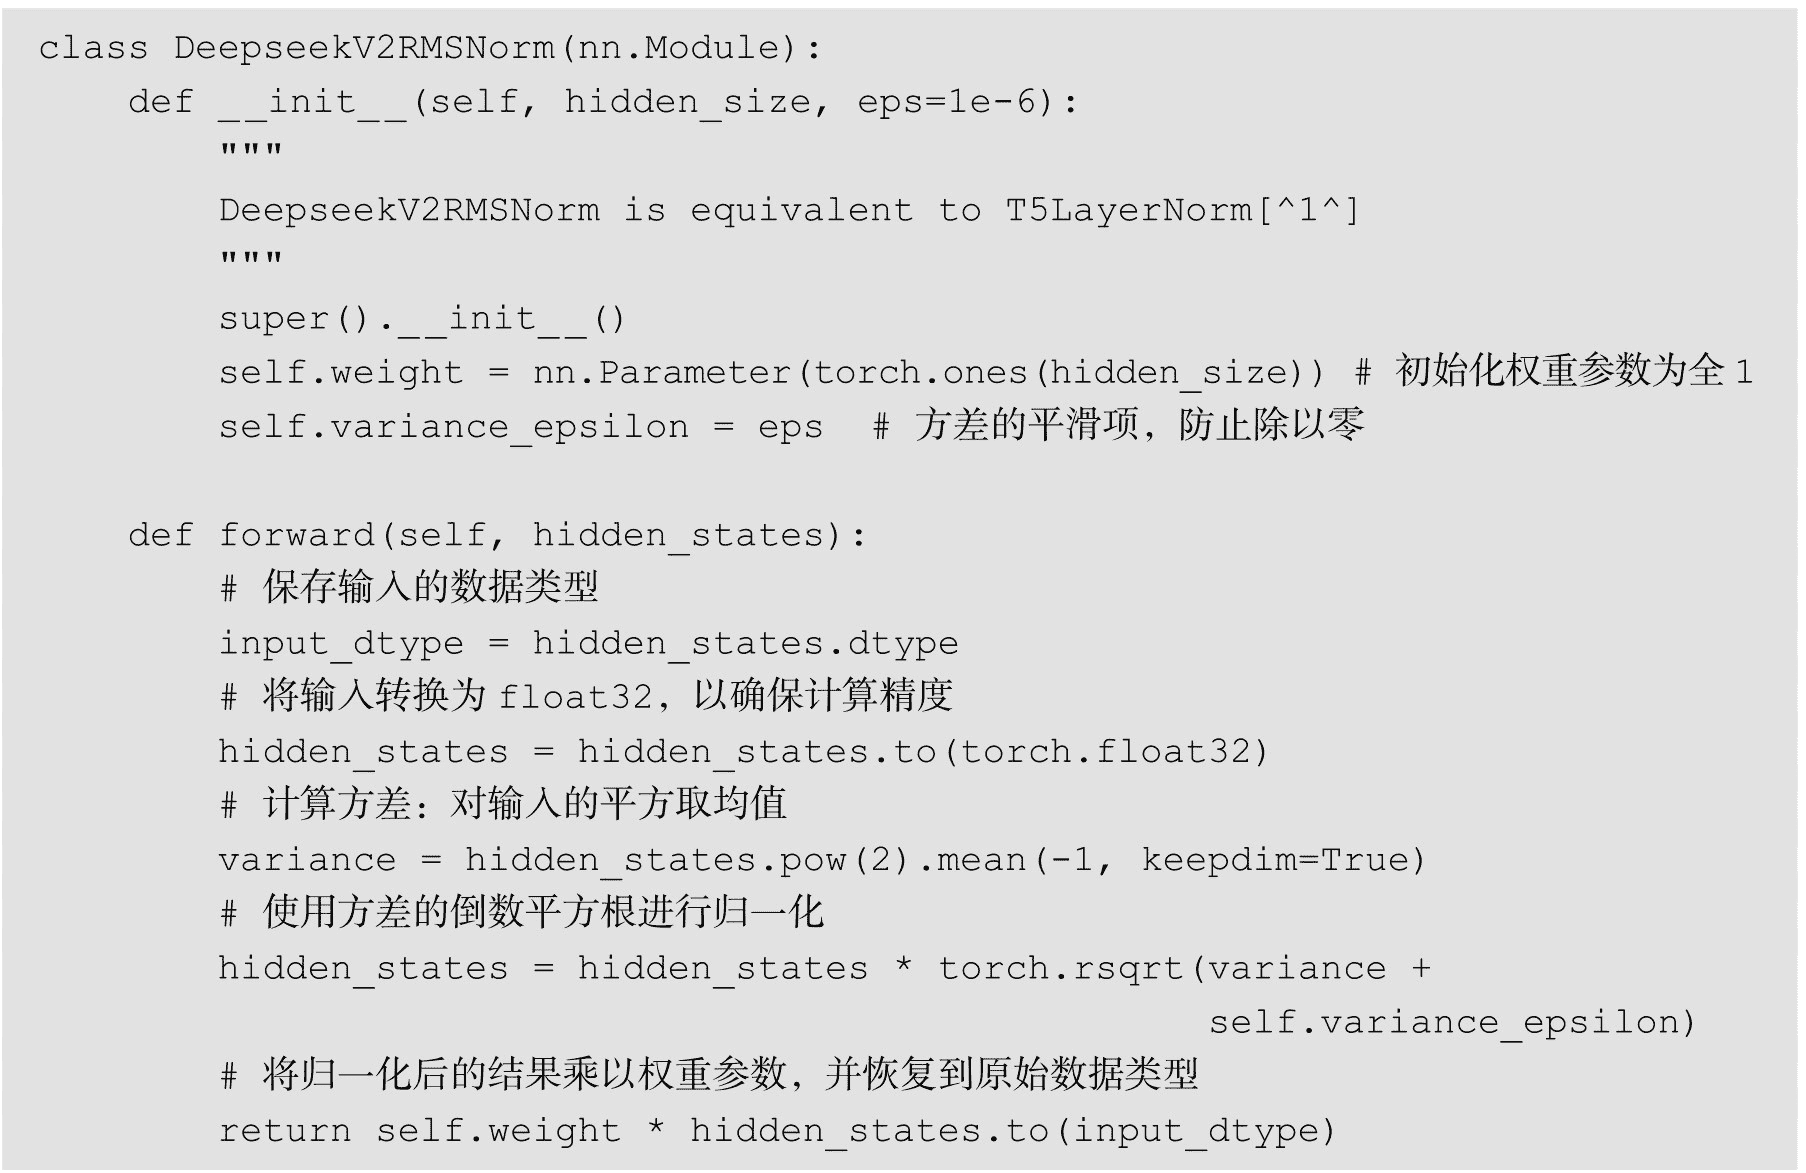 class DeepseekV2RMSNorm(nn.Module):
    def __init__(self, hidden_size, eps=1e-6):
        """
        DeepseekV2RMSNorm is equivalent to T5LayerNorm[^1^]
        """
        super().__init__()
        self.weight = nn.Parameter(torch.ones(hidden_size)) # 初始化权重参数为全1
        self.variance_epsilon = eps  # 方差的平滑项，防止除以零

    def forward(self, hidden_states):
        # 保存输入的数据类型
        input_dtype = hidden_states.dtype
        # 将输入转换为float32，以确保计算精度
        hidden_states = hidden_states.to(torch.float32)
        # 计算方差：对输入的平方取均值
        variance = hidden_states.pow(2).mean(-1, keepdim=True)
        # 使用方差的倒数平方根进行归一化
        hidden_states = hidden_states * torch.rsqrt(variance +
                                                    self.variance_epsilon)
        # 将归一化后的结果乘以权重参数，并恢复到原始数据类型
        return self.weight * hidden_states.to(input_dtype)